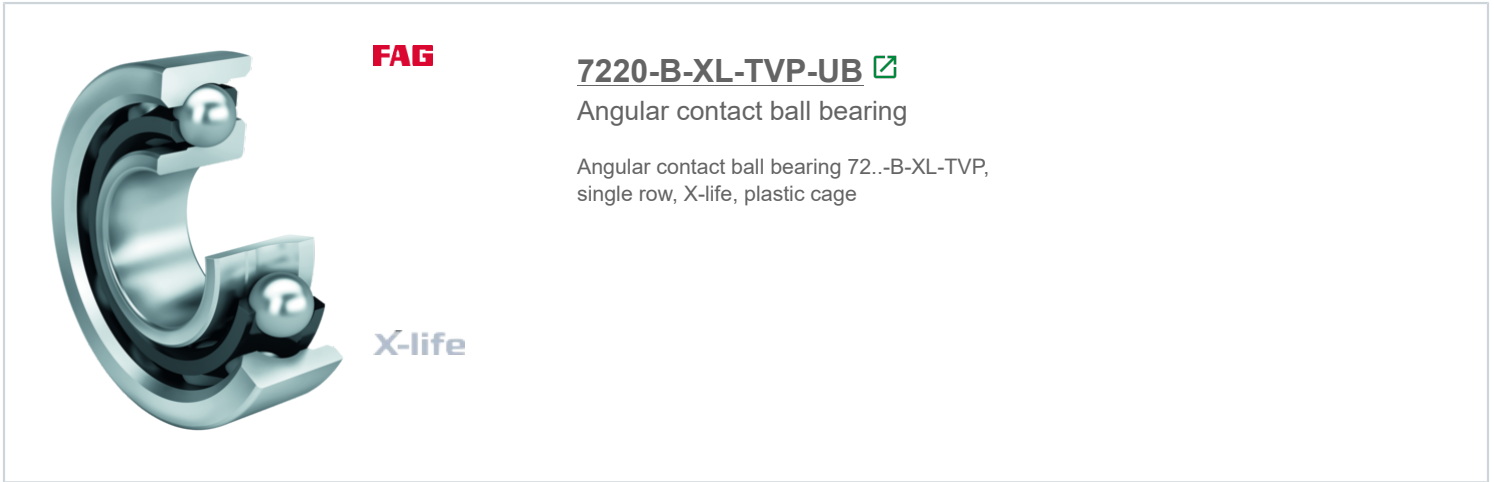 FAG
7220-B-XL-TVP-UB
Angular contact ball bearing
Angular contact ball bearing 72..-B-XL-TVP,
single row, X-life, plastic cage
X-life